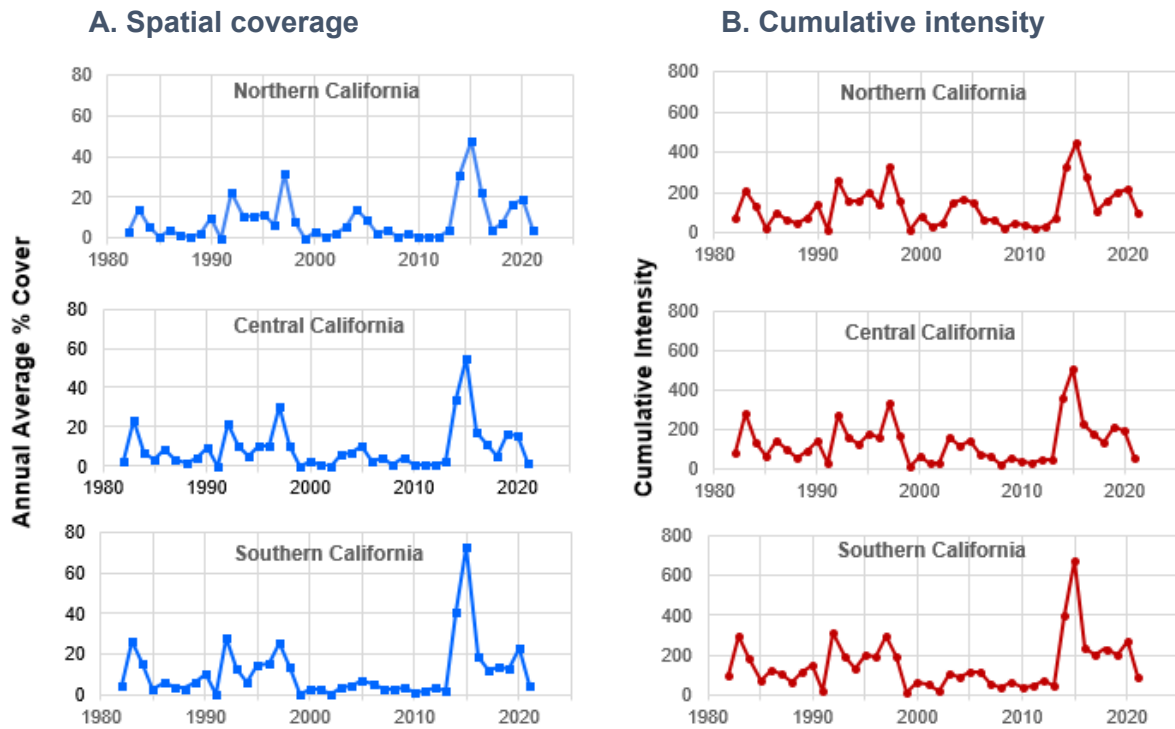 A. Spatial coverage
Annual Average % Cover
80
60
40
20
0
Northern California
1980 1990 2000 2010 2020
80
60
40
20
0
Central California
1980 1990 2000 2010 2020
80
60
40
20
0
Southern California
1980 1990 2000 2010 2020
B. Cumulative intensity
Cumulative Intensity
800
600
400
200
0
Northern California
1980 1990 2000 2010 2020
800
600
400
200
0
Central California
1980 1990 2000 2010 2020
800
600
400
200
0
Southern California
1980 1990 2000 2010 2020